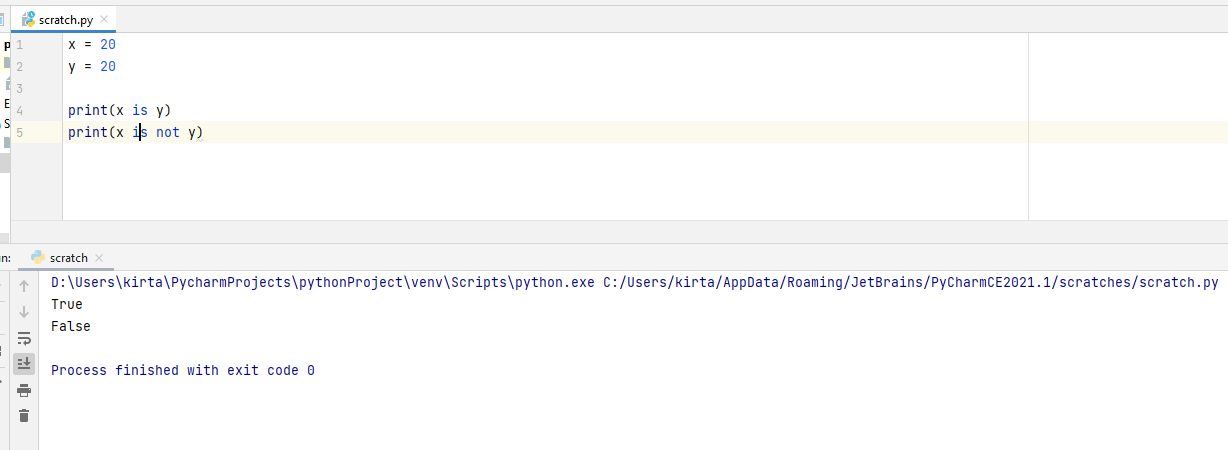 scratch.py
1 x = 20
2 y = 20
3
4 print(x is y)
5 print(x is not y)
scratch
D:\Users\kirta\PycharmProjects\pythonProject\venv\Scripts\python.exe C:/Users/kirta/AppData/Roaming/JetBrains/PyCharmCE2021.1/scratches/scratch.py
True
False
Process finished with exit code 0